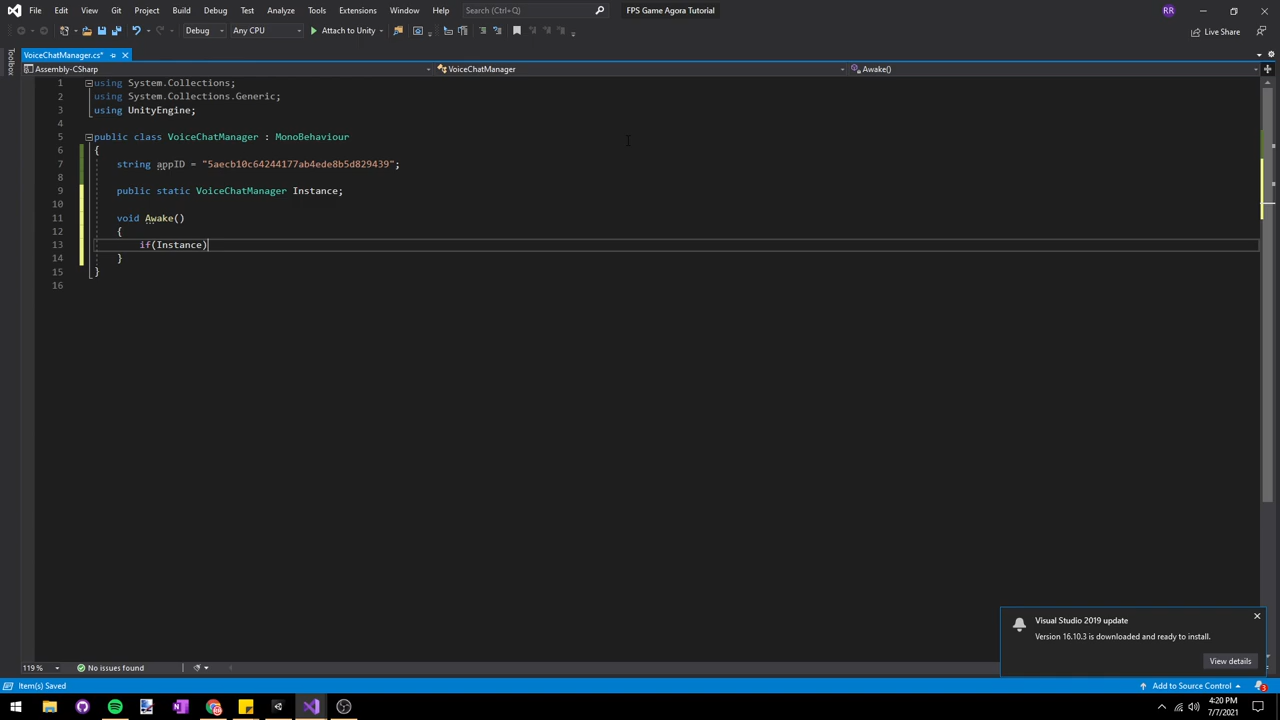 File Edit View Git Project Build Debug Test Analyze Tools Extensions Window Help Search (Ctrl+Q) FPS Game Agora Tutorial RR
Debug Any CPU Attach to Unity Live Share
VoiceChatManager.cs*
Toolbox
Assembly-CSharp VoiceChatManager Awake()
1 using System.Collections;
2 using System.Collections.Generic;
3 using UnityEngine;
4
5 public class VoiceChatManager : MonoBehaviour
6 {
7 string appID = "5aecb10c64244177ab4ede8b5d829439";
8
9 public static VoiceChatManager Instance;
10
11 void Awake()
12 {
13 if(Instance)
14 }
15 }
16
Visual Studio 2019 update
Version 16.10.3 is downloaded and ready to install.
View details
119 % No issues found
Item(s) Saved Add to Source Control 3
4:20 PM
7/7/2021